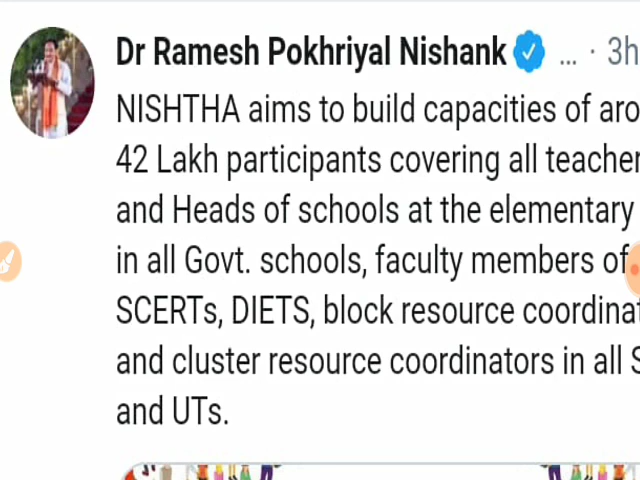 Dr Ramesh Pokhriyal Nishank ... · 3h
NISHTHA aims to build capacities of
42 Lakh participants covering all
and Heads of schools at the elementary
in all Govt. schools, faculty members of
SCERTs, DIETS, block resource
and cluster resource coordinators in all
and UTs.